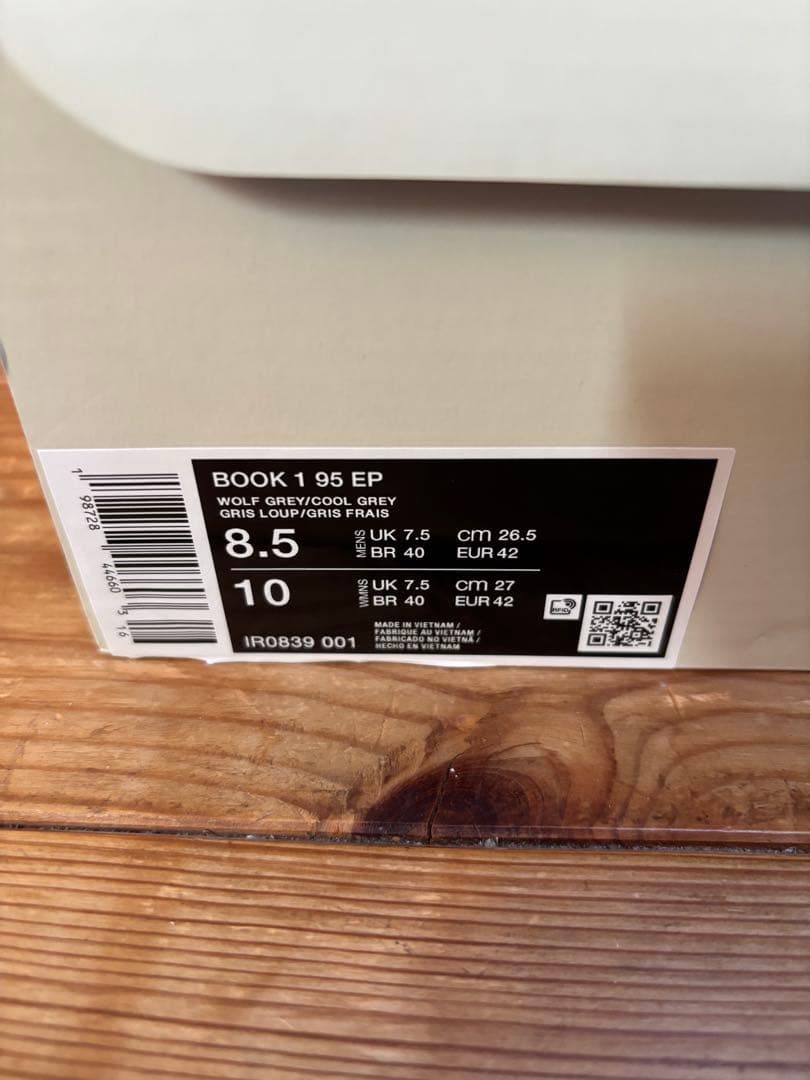 BOOK 1 95 EP
WOLF GREY/COOL GREY
GRIS LOUP/GRIS FRAIS
8.5 MENS UK 7.5 cm 26.5
BR 40 EUR 42
10 WMNS UK 7.5 cm 27
BR 40 EUR 42
IR0839 001
MADE IN VIETNAM /
FABRIQUE AU VIETNAM /
FABRICADO NO VIETNÃ /
HECHO EN VIETNAM
RFID
1 98728 44660 3 16